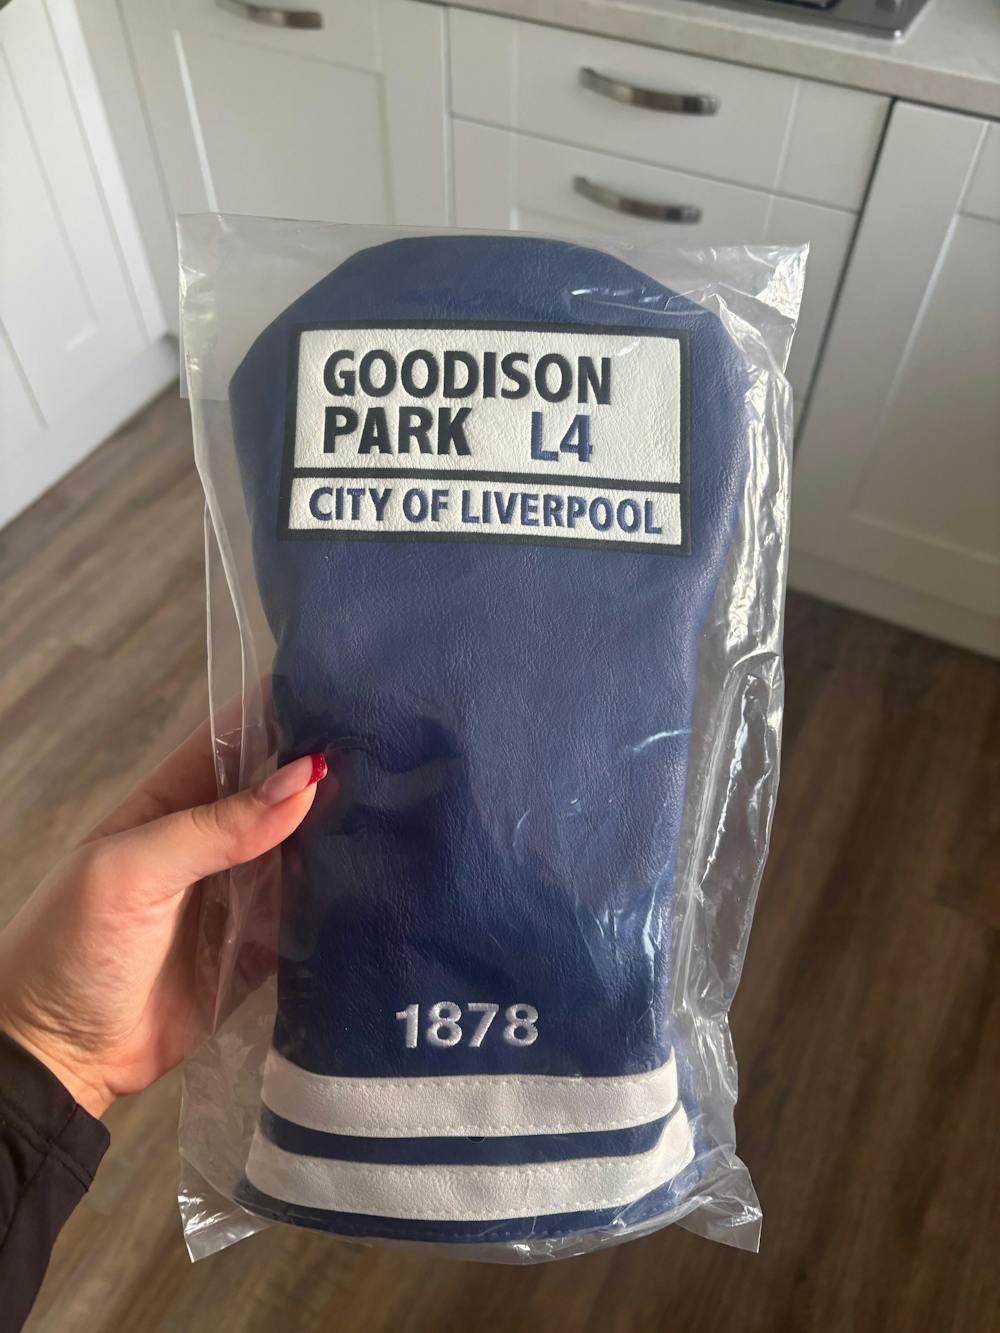 GOODISON
PARK L4
CITY OF LIVERPOOL
1878